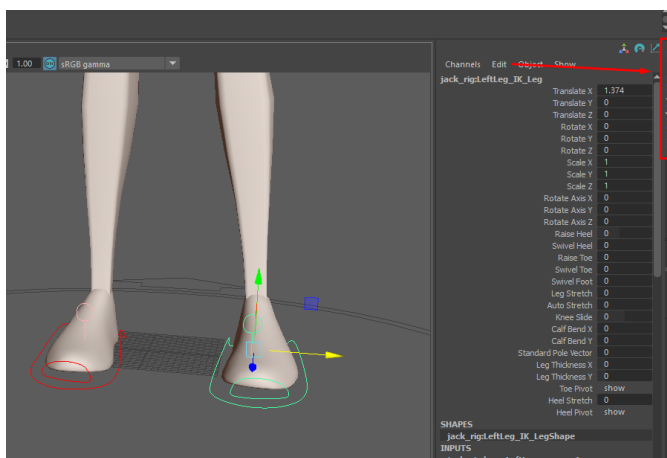 1.00 sRGB gamma
Channels Edit Object Show
jack_rig:LeftLeg_IK_Leg
Translate X 1.374
Translate Y 0
Translate Z 0
Rotate X 0
Rotate Y 0
Rotate Z 0
Scale X 1
Scale Y 1
Scale Z 1
Rotate Axis X 0
Rotate Axis Y 0
Rotate Axis Z 0
Raise Heel 0
Swivel Heel 0
Raise Toe 0
Swivel Toe 0
Swivel Foot 0
Leg Stretch 0
Auto Stretch 0
Knee Slide 0
Calf Bend X 0
Calf Bend Y 0
Standard Pole Vector 0
Leg Thickness X 0
Leg Thickness Y 0
Toe Pivot show
Heel Stretch 0
Heel Pivot show
SHAPES
jack_rig:LeftLeg_IK_LegShape
INPUTS